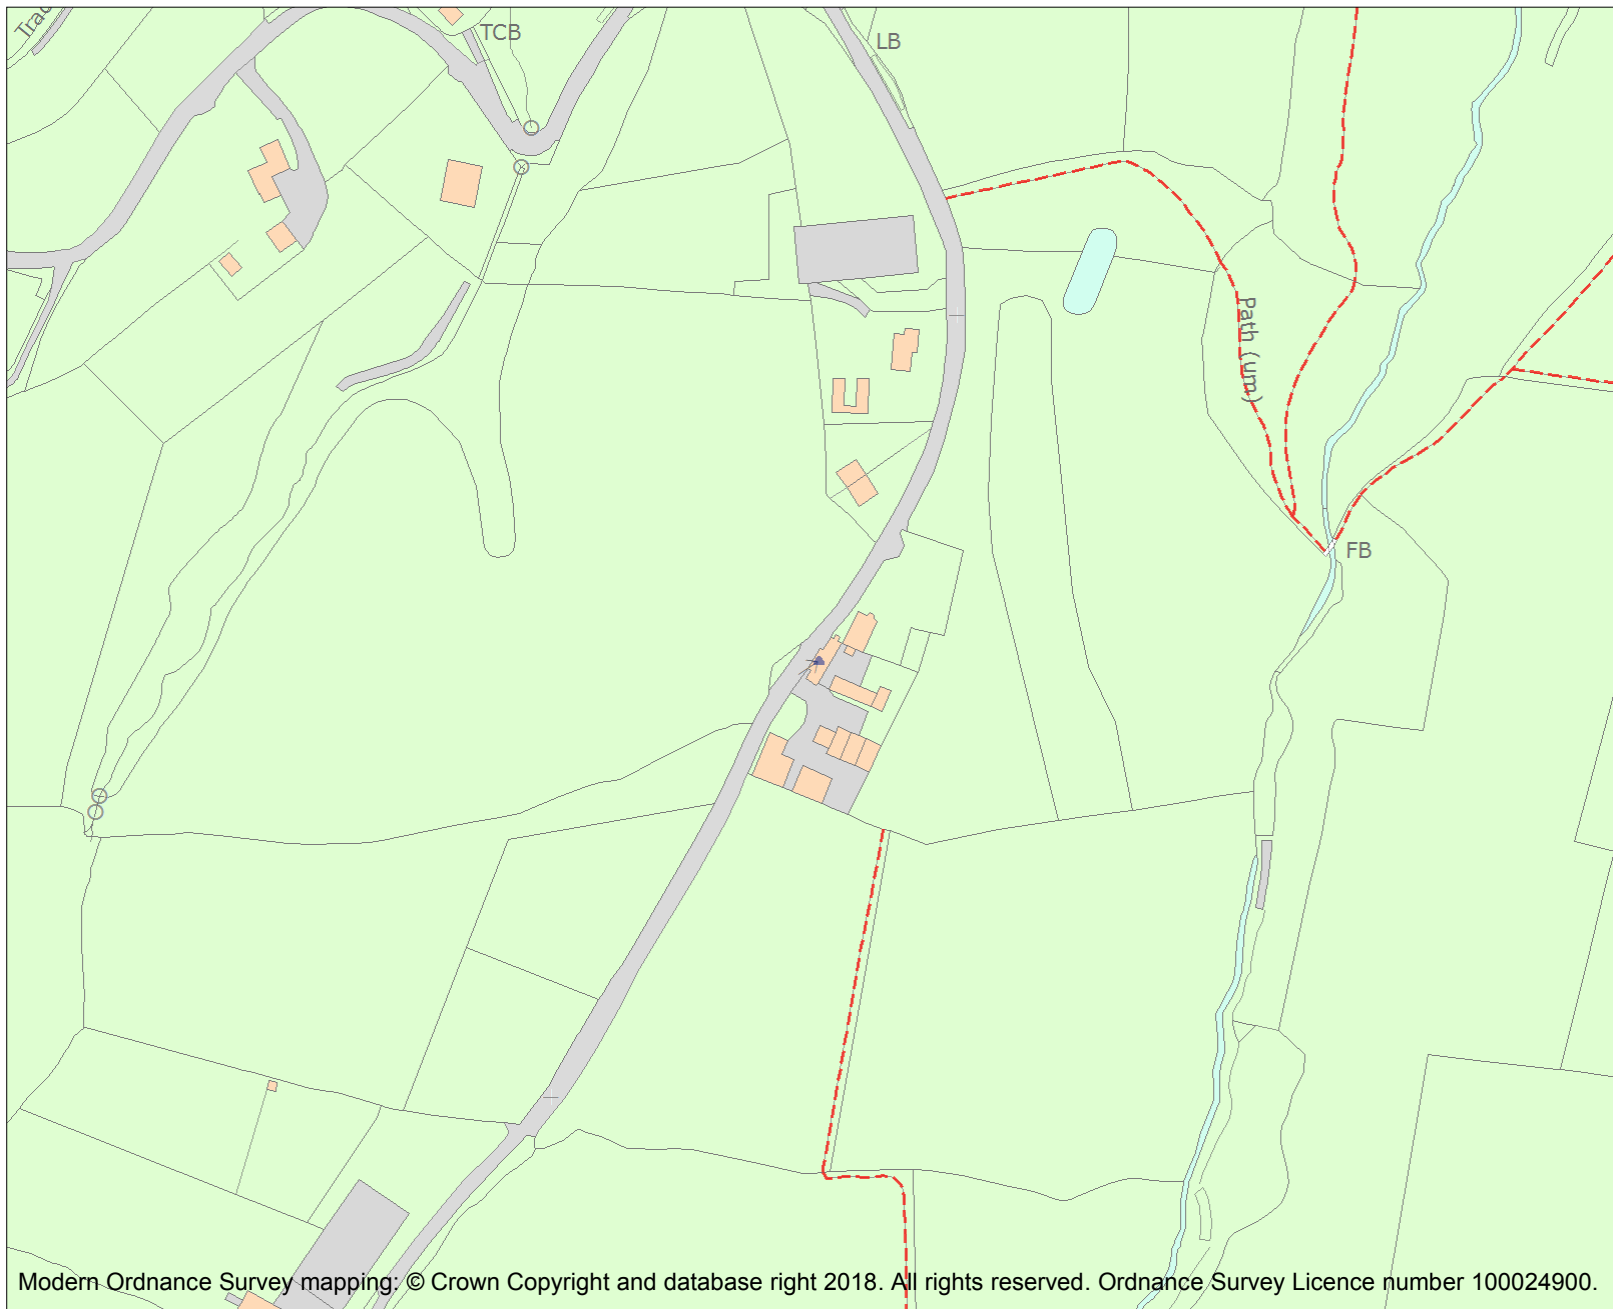 TCB
LB
Path (um)
FB
Modern Ordnance Survey mapping: © Crown Copyright and database right 2018. All rights reserved. Ordnance Survey Licence number 100024900.